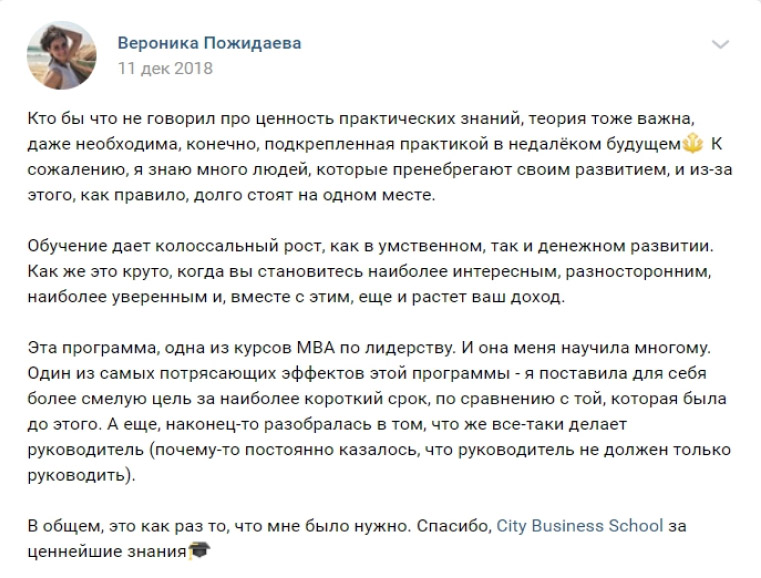 Вероника Пожидаева
11 дек 2018
Кто бы что не говорил про ценность практических знаний, теория тоже важна,
даже необходима, конечно, подкрепленная практикой в недалёком будущем🔱 К
сожалению, я знаю много людей, которые пренебрегают своим развитием, и из-за
этого, как правило, долго стоят на одном месте.
Обучение дает колоссальный рост, как в умственном, так и денежном развитии.
Как же это круто, когда вы становитесь наиболее интересным, разносторонним,
наиболее уверенным и, вместе с этим, еще и растет ваш доход.
Эта программа, одна из курсов МВА по лидерству. И она меня научила многому.
Один из самых потрясающих эффектов этой программы - я поставила для себя
более смелую цель за наиболее короткий срок, по сравнению с той, которая была
до этого. А еще, наконец-то разобралась в том, что же все-таки делает
руководитель (почему-то постоянно казалось, что руководитель не должен только
руководить).
В общем, это как раз то, что мне было нужно. Спасибо, City Business School за
ценнейшие знания🎓